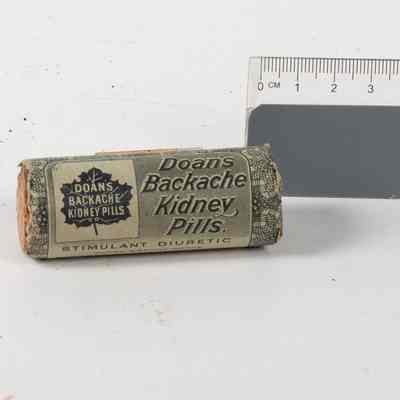 0 CM 1 2 3
Doans
Backache
Kidney
Pills.
DOANS
BACKACHE
KIDNEY PILLS
STIMULANT DIURETIC